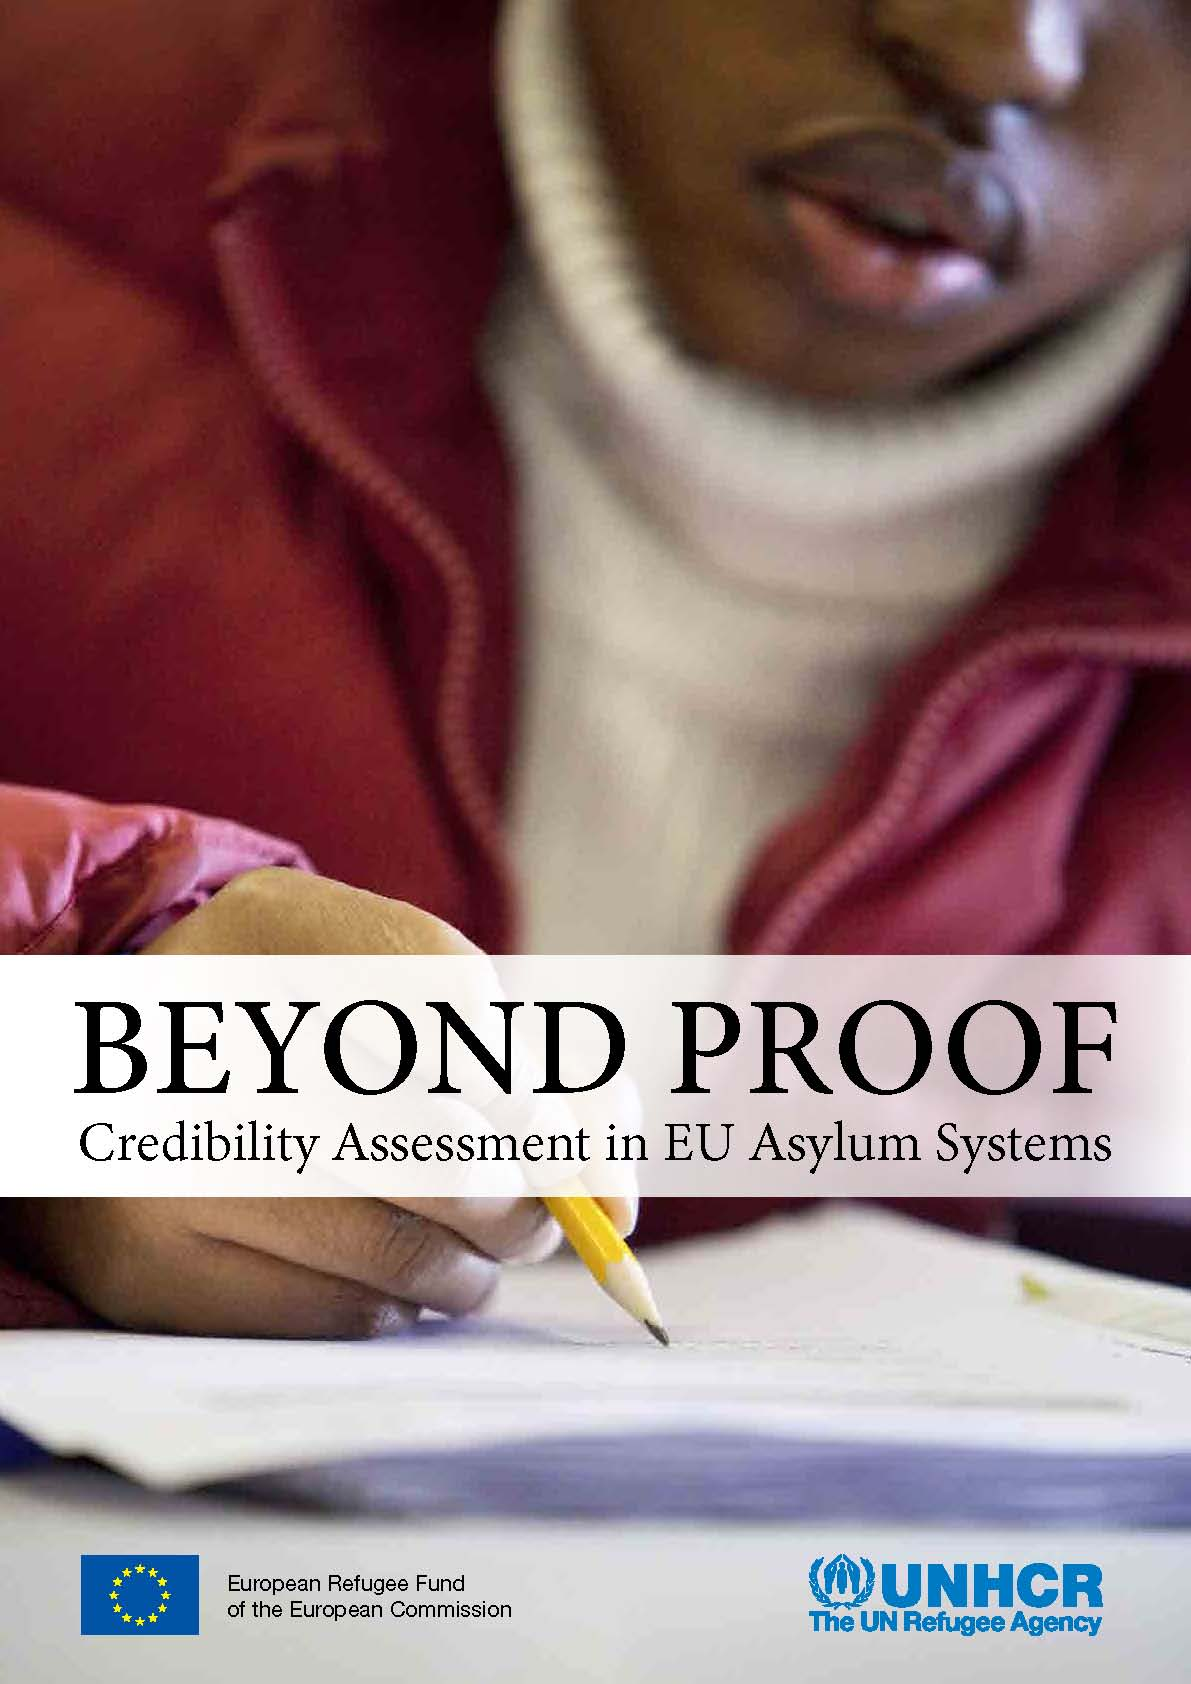 BEYOND PROOF
Credibility Assessment in EU Asylum Systems
European Refugee Fund
of the European Commission
UNHCR
The UN Refugee Agency